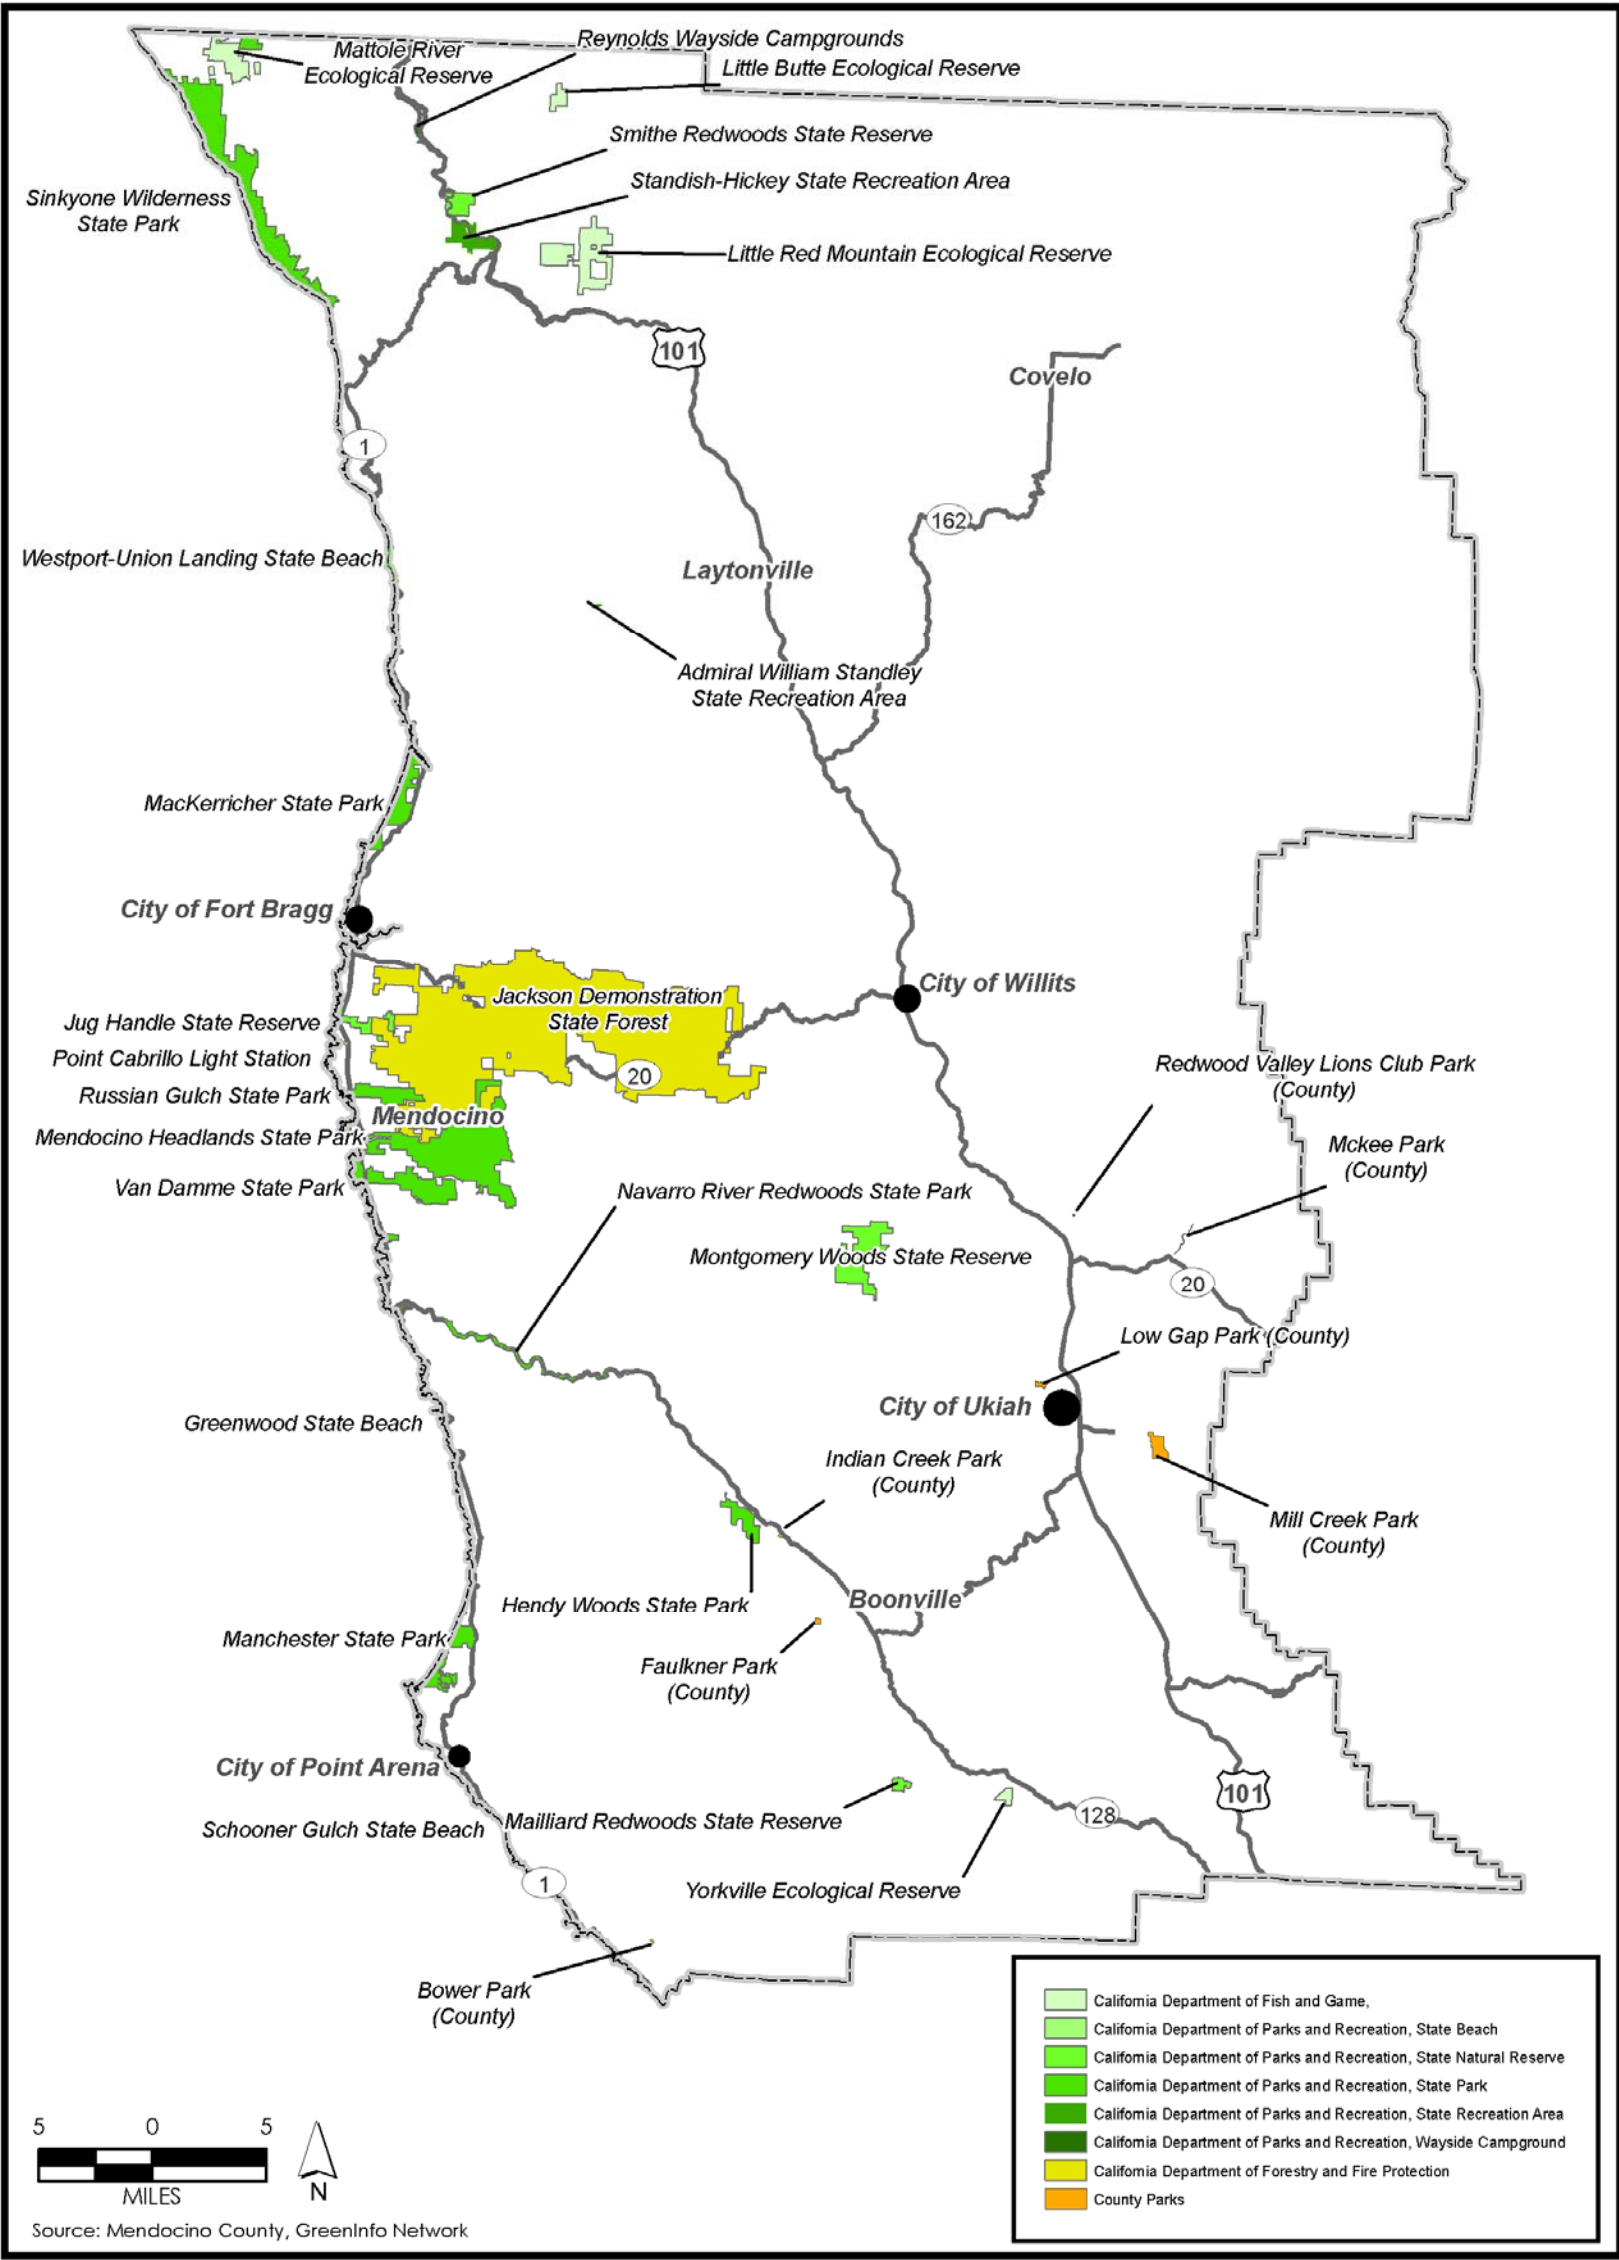 Reynolds Wayside Campgrounds
Mattole River
Ecological Reserve
Little Butte Ecological Reserve
Smithe Redwoods State Reserve
Standish-Hickey State Recreation Area
Sinkyone Wilderness
State Park
Little Red Mountain Ecological Reserve
101
Covelo
1
162
Westport-Union Landing State Beach
Laytonville
Admiral William Standley
State Recreation Area
MacKerricher State Park
City of Fort Bragg
City of Willits
Jackson Demonstration
State Forest
Jug Handle State Reserve
Point Cabrillo Light Station
20
Redwood Valley Lions Club Park
(County)
Russian Gulch State Park
Mendocino
Mendocino Headlands State Park
Mckee Park
(County)
Van Damme State Park
Navarro River Redwoods State Park
Montgomery Woods State Reserve
20
Low Gap Park (County)
City of Ukiah
Greenwood State Beach
Indian Creek Park
(County)
Mill Creek Park
(County)
Hendy Woods State Park
Boonville
Manchester State Park
Faulkner Park
(County)
City of Point Arena
101
Mailliard Redwoods State Reserve
128
Schooner Gulch State Beach
1
Yorkville Ecological Reserve
Bower Park
(County)
California Department of Fish and Game,
California Department of Parks and Recreation, State Beach
California Department of Parks and Recreation, State Natural Reserve
California Department of Parks and Recreation, State Park
California Department of Parks and Recreation, State Recreation Area
California Department of Parks and Recreation, Wayside Campground
California Department of Forestry and Fire Protection
County Parks
5 0 5
MILES
N
Source: Mendocino County, GreenInfo Network